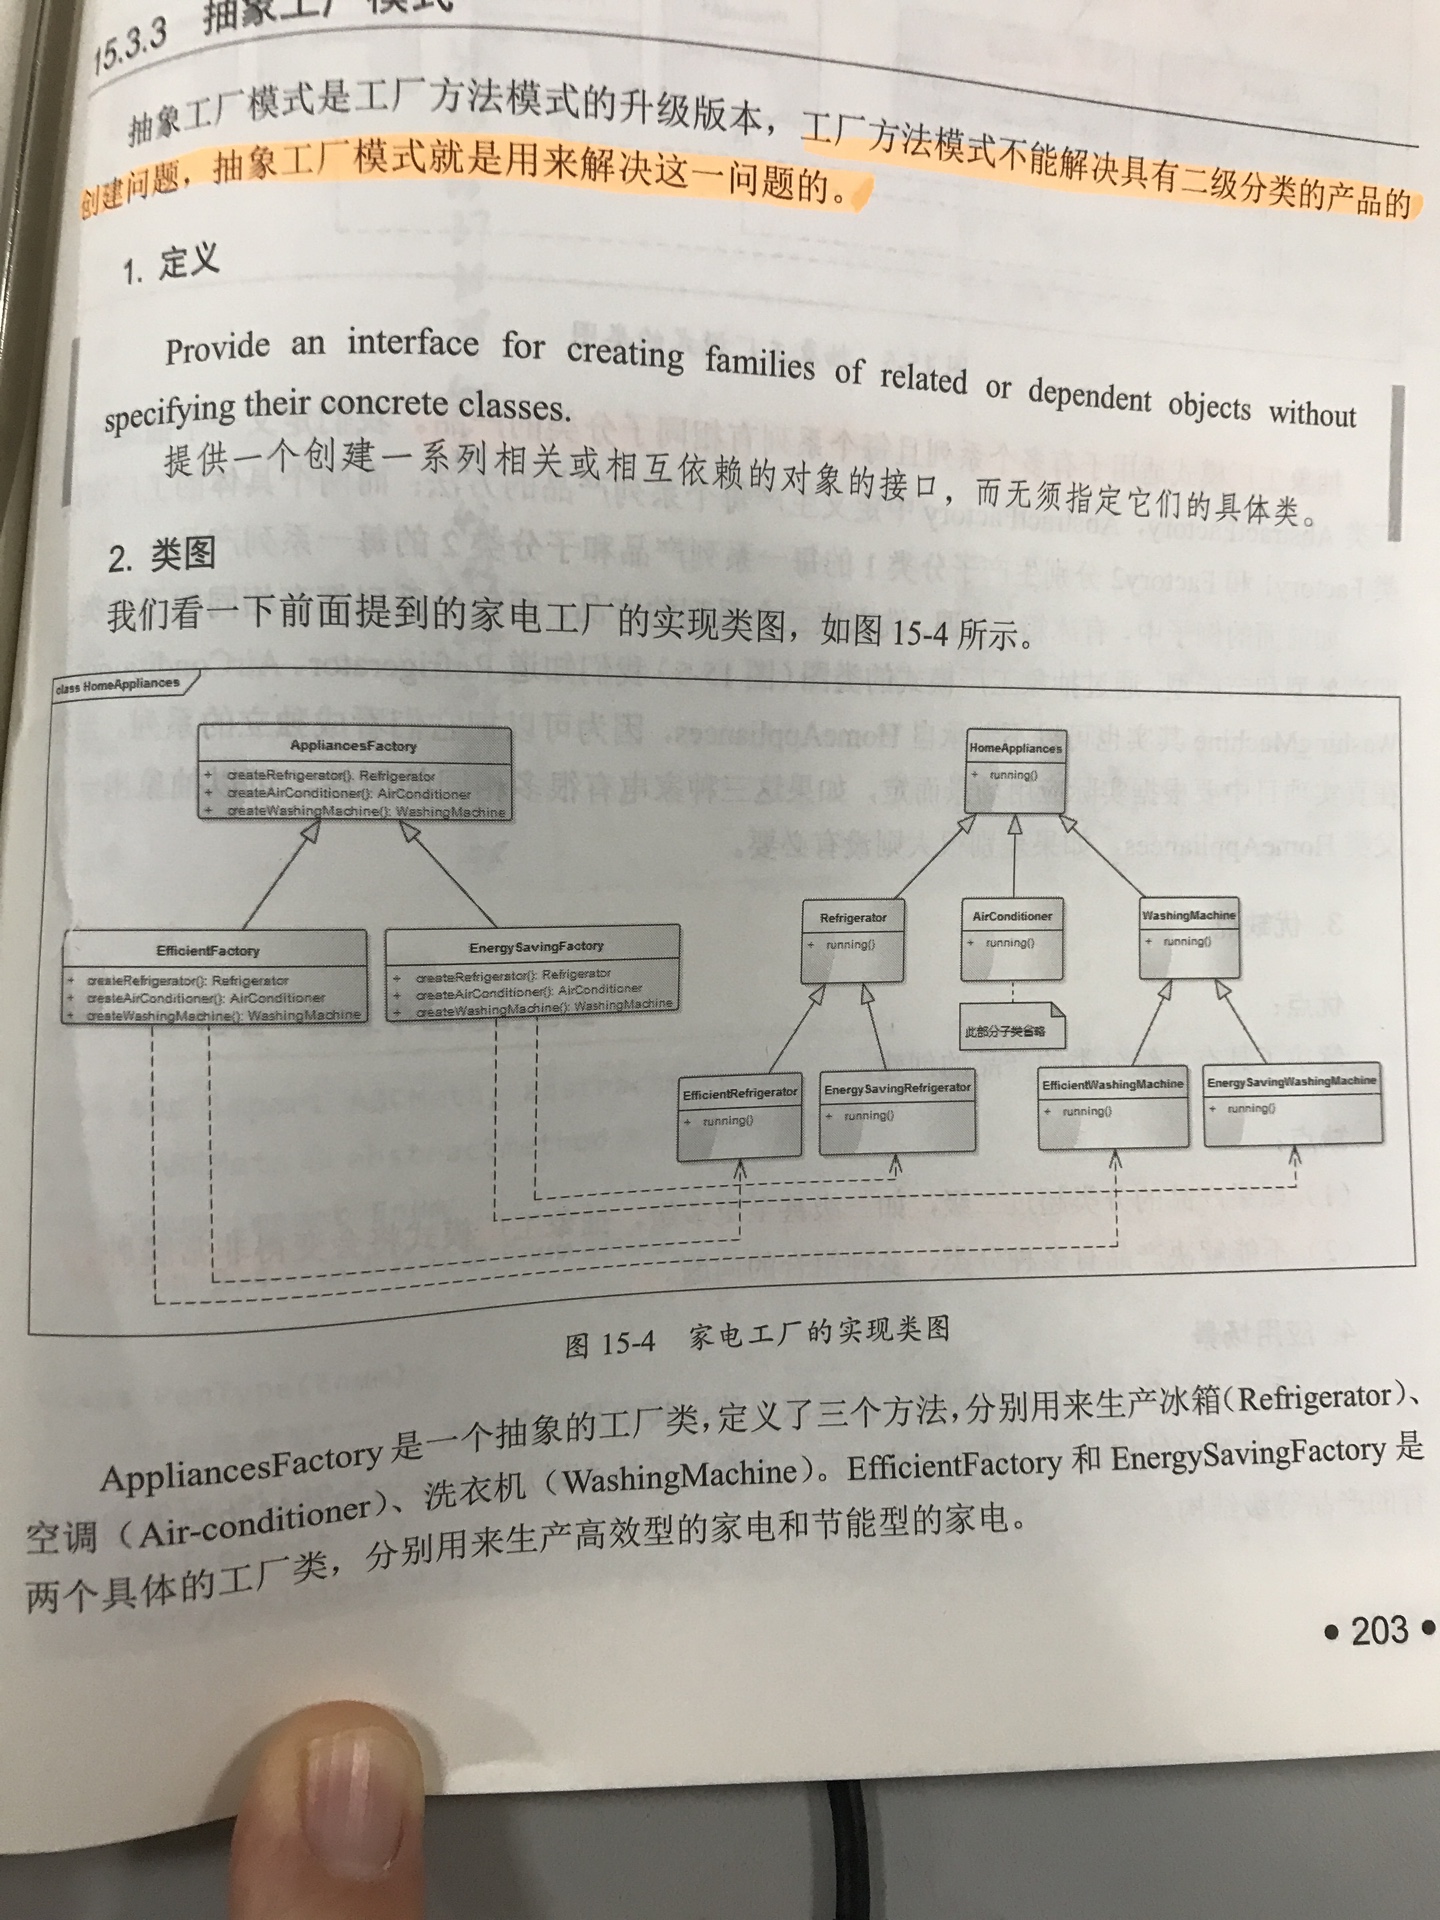 15.3.3 抽象工厂模式
抽象工厂模式是工厂方法模式的升级版本，工厂方法模式不能解决具有二级分类的产品的
创建问题，抽象工厂模式就是用来解决这一问题的。
1. 定义
Provide an interface for creating families of related or dependent objects without
specifying their concrete classes.
提供一个创建一系列相关或相互依赖的对象的接口，而无须指定它们的具体类。
2. 类图
我们看一下前面提到的家电工厂的实现类图，如图 15-4 所示。
class HomeAppliances
AppliancesFactory
+ createRefrigerator(): Refrigerator
+ createAirConditioner(): AirConditioner
+ createWashingMachine(): WashingMachine
HomeAppliances
+ running()
EfficientFactory
+ createRefrigerator(): Refrigerator
+ createAirConditioner(): AirConditioner
+ createWashingMachine(): WashingMachine
EnergySavingFactory
+ createRefrigerator(): Refrigerator
+ createAirConditioner(): AirConditioner
+ createWashingMachine(): WashingMachine
Refrigerator
+ running()
AirConditioner
+ running()
WashingMachine
+ running()
此部分子类省略
EfficientRefrigerator
+ running()
EnergySavingRefrigerator
+ running()
EfficientWashingMachine
+ running()
EnergySavingWashingMachine
+ running()
图 15-4 家电工厂的实现类图
AppliancesFactory 是一个抽象的工厂类，定义了三个方法，分别用来生产冰箱（Refrigerator）、
空调（Air-conditioner）、洗衣机（WashingMachine）。EfficientFactory 和 EnergySavingFactory 是
两个具体的工厂类，分别用来生产高效型的家电和节能型的家电。
• 203 •